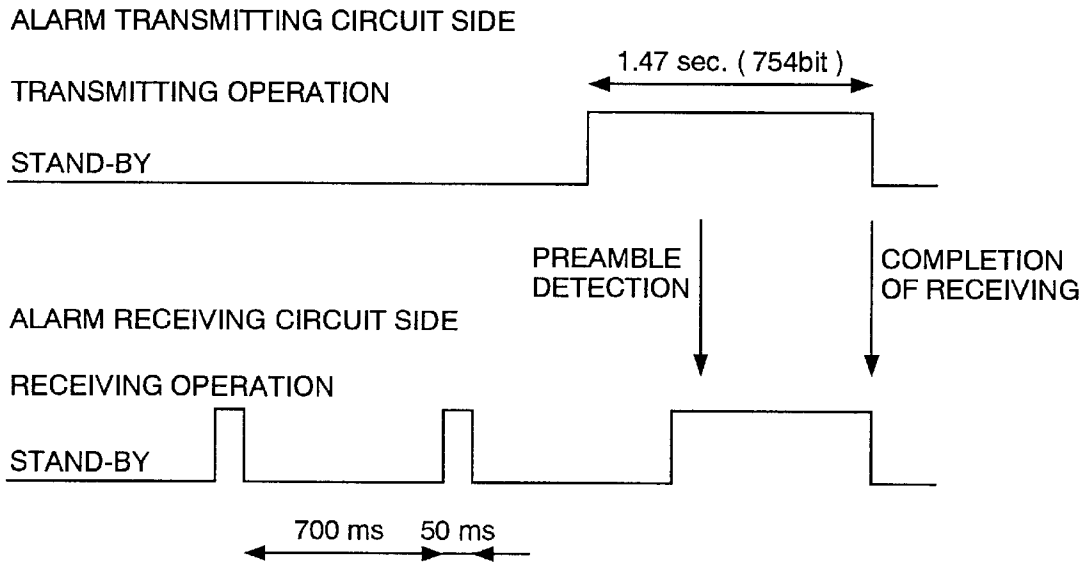 ALARM TRANSMITTING CIRCUIT SIDE
1.47 sec. ( 754bit )
TRANSMITTING OPERATION
STAND-BY
PREAMBLE
DETECTION
COMPLETION
OF RECEIVING
ALARM RECEIVING CIRCUIT SIDE
RECEIVING OPERATION
STAND-BY
700 ms
50 ms